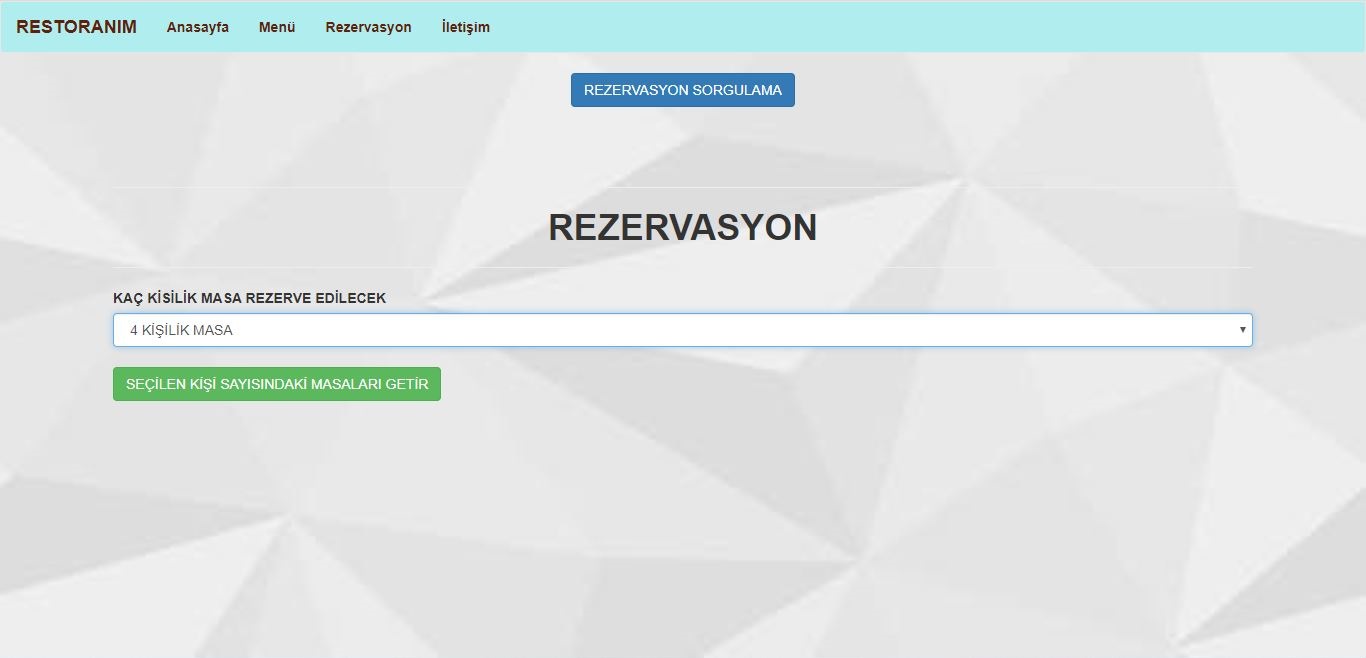 RESTORANIM Anasayfa Menü Rezervasyon İletişim
REZERVASYON SORGULAMA
REZERVASYON
KAÇ KİSİLİK MASA REZERVE EDİLECEK
4 KİŞİLİK MASA
SEÇİLEN KİŞİ SAYISINDAKİ MASALARI GETİR